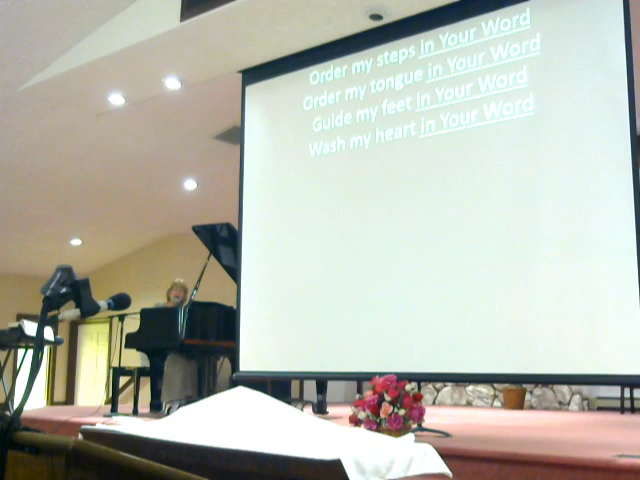 Order my steps in Your Word
Order my tongue in Your Word
Guide my feet in Your Word
Wash my heart in Your Word